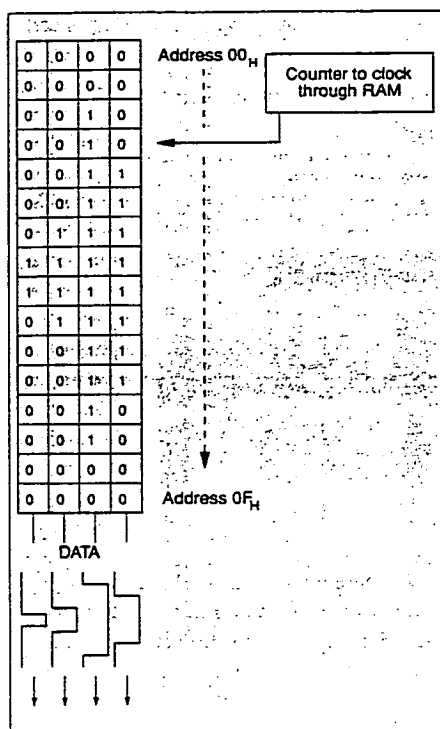 0 0 0 0 Address 00H
0 0 0 0
0 0 1 0
0 0 1 0
0 0 1 1
0 0 1 1
0 1 1 1
1 1 1 1
1 1 1 1
0 1 1 1
0 0 1 1
0 0 1 1
0 0 1 0
0 0 1 0
0 0 0 0
0 0 0 0 Address 0FH
Counter to clock
through RAM
DATA